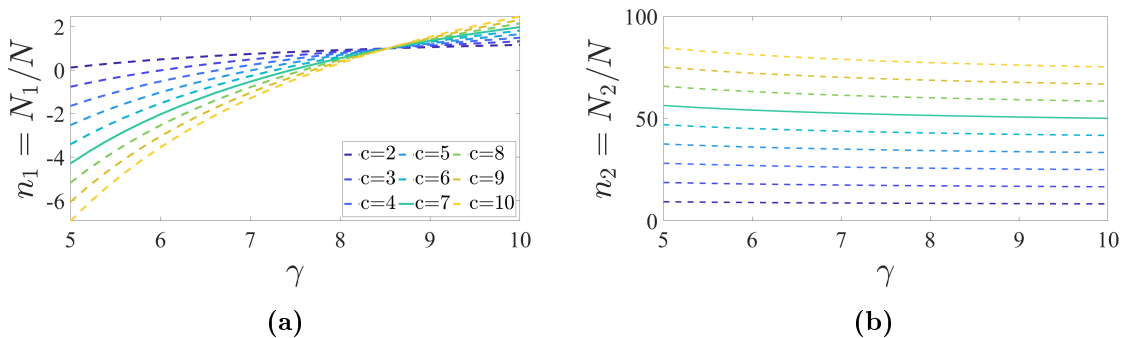 n₁ = N₁/N
2
0
-2
-4
-6
5 6 7 8 9 10
γ
c=2 c=5 c=8
c=3 c=6 c=9
c=4 c=7 c=10
(a)
n₂ = N₂/N
100
50
0
5 6 7 8 9 10
γ
(b)